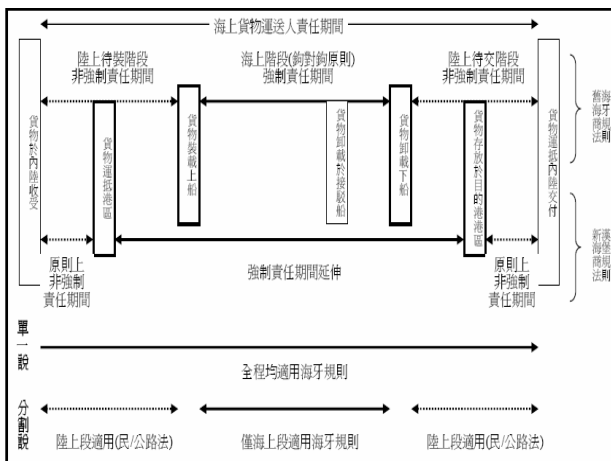 海上貨物運送人責任期間
陸上待裝階段
非強制責任期間
海上階段(鉤對鉤原則)
強制責任期間
陸上待交階段
非強制責任期間
貨物於內陸收受
貨物運抵港區
貨物裝載上船
貨物卸載於接駁船
貨物卸載下船
貨物存放於目的港港區
貨物運抵內陸交付
舊海商法
海牙規則
新海商法
漢堡規則
原則上
非強制
責任期間
強制責任期間延伸
原則上
非強制
責任期間
單一說
全程均適用海牙規則
分割說
陸上段適用(民/公路法)
僅海上段適用海牙規則
陸上段適用(民/公路法)